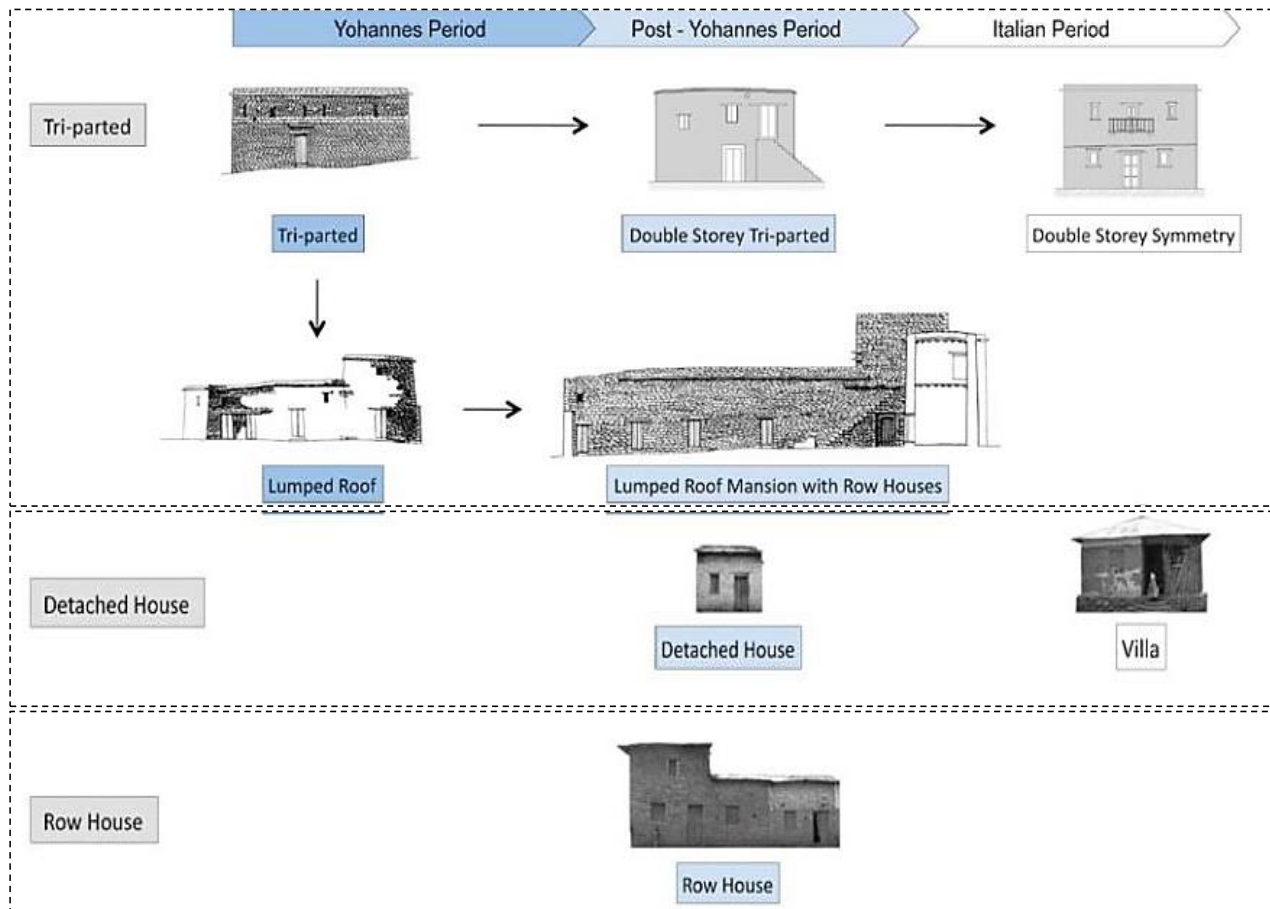 Yohannes Period
Post - Yohannes Period
Italian Period
Tri-parted
Tri-parted
Double Storey Tri-parted
Double Storey Symmetry
Lumped Roof
Lumped Roof Mansion with Row Houses
Detached House
Detached House
Villa
Row House
Row House